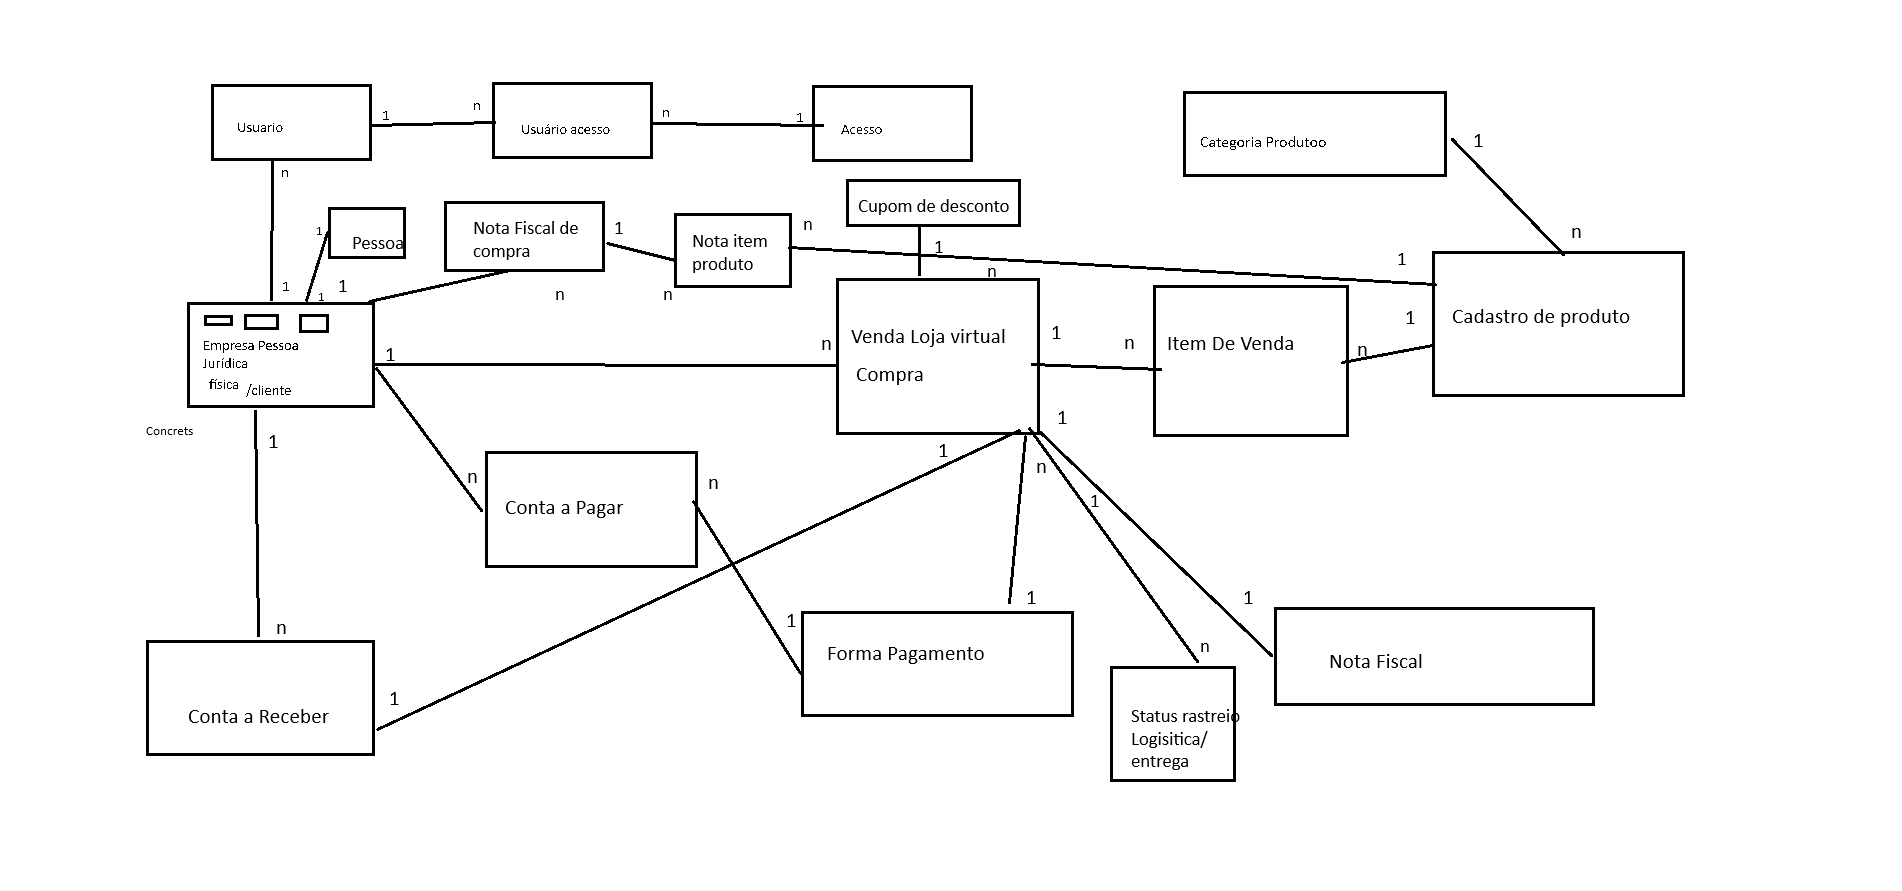 Usuario
1
n
Usuário acesso
n
1
Acesso
Categoria Produtoo
1
n
n
1
Pessoa
1
1
1
Nota Fiscal de
compra
1
n
n
Nota item
produto
n
1
Cupom de desconto
1
n
Empresa Pessoa
Jurídica
física
/cliente
Concrets
1
n
Venda Loja virtual
Compra
1
n
Item De Venda
n
1
Cadastro de produto
1
n
n
Conta a Pagar
n
1
1
n
1
1
1
Forma Pagamento
1
Conta a Receber
1
n
Status rastreio
Logisitica/
entrega
1
Nota Fiscal